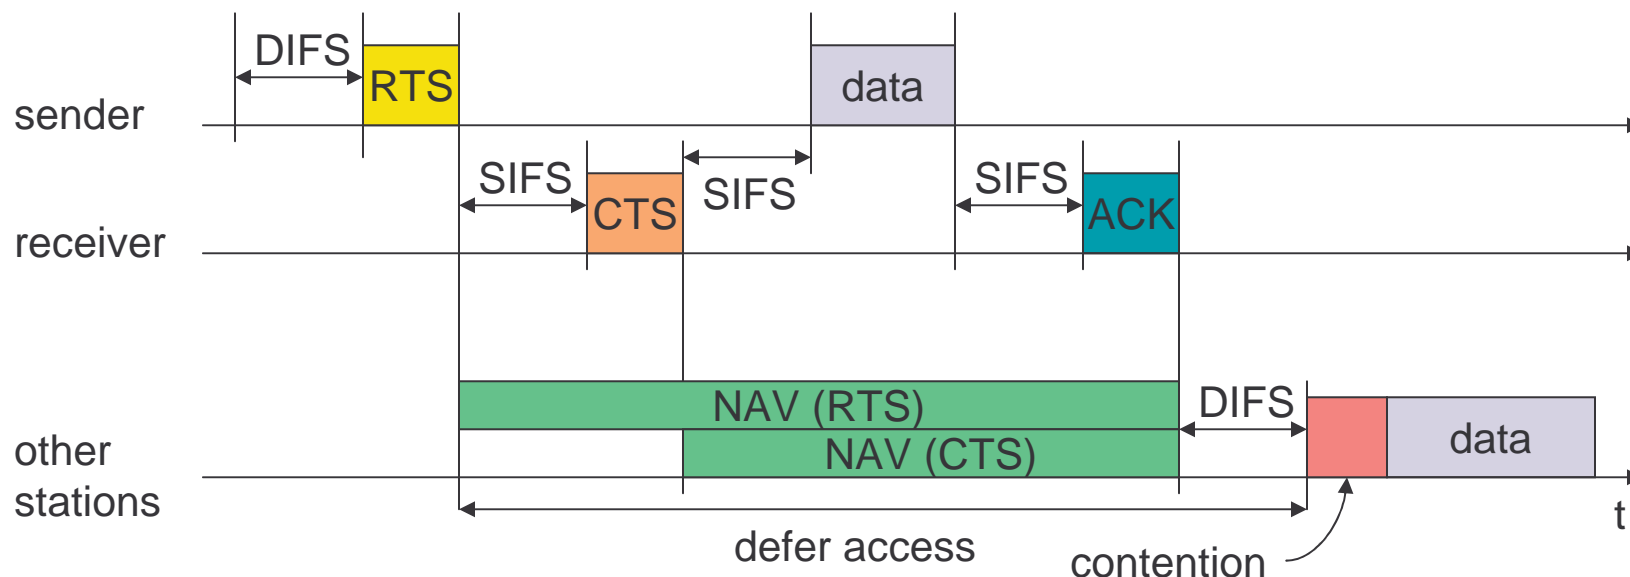 DIFS
RTS
data
sender
SIFS
CTS
SIFS
SIFS
ACK
receiver
NAV (RTS)
DIFS
NAV (CTS)
data
other
stations
t
defer access
contention